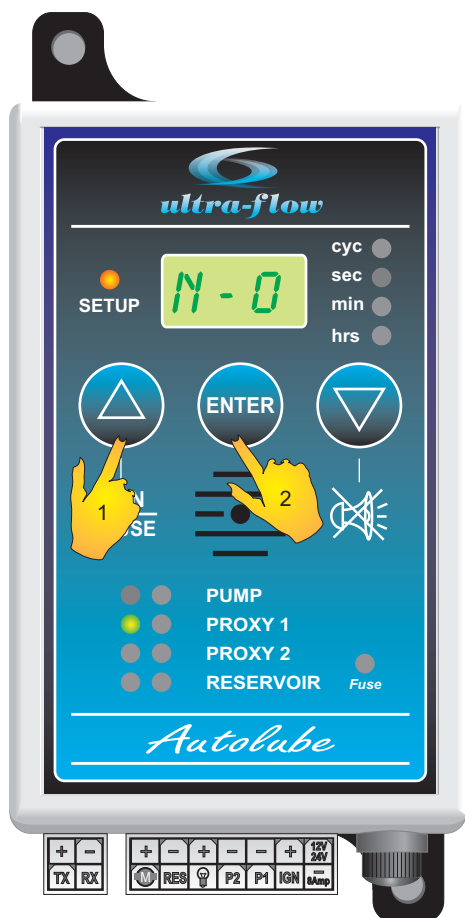 ultra-flow
cyc
sec
min
hrs
SETUP
N-0
ENTER
1
2
PUMP
PROXY 1
PROXY 2
RESERVOIR
Fuse
Autolube
+ - + - + - - + 12V 24V
TX RX M RES P2 P1 IGN - 8Amp